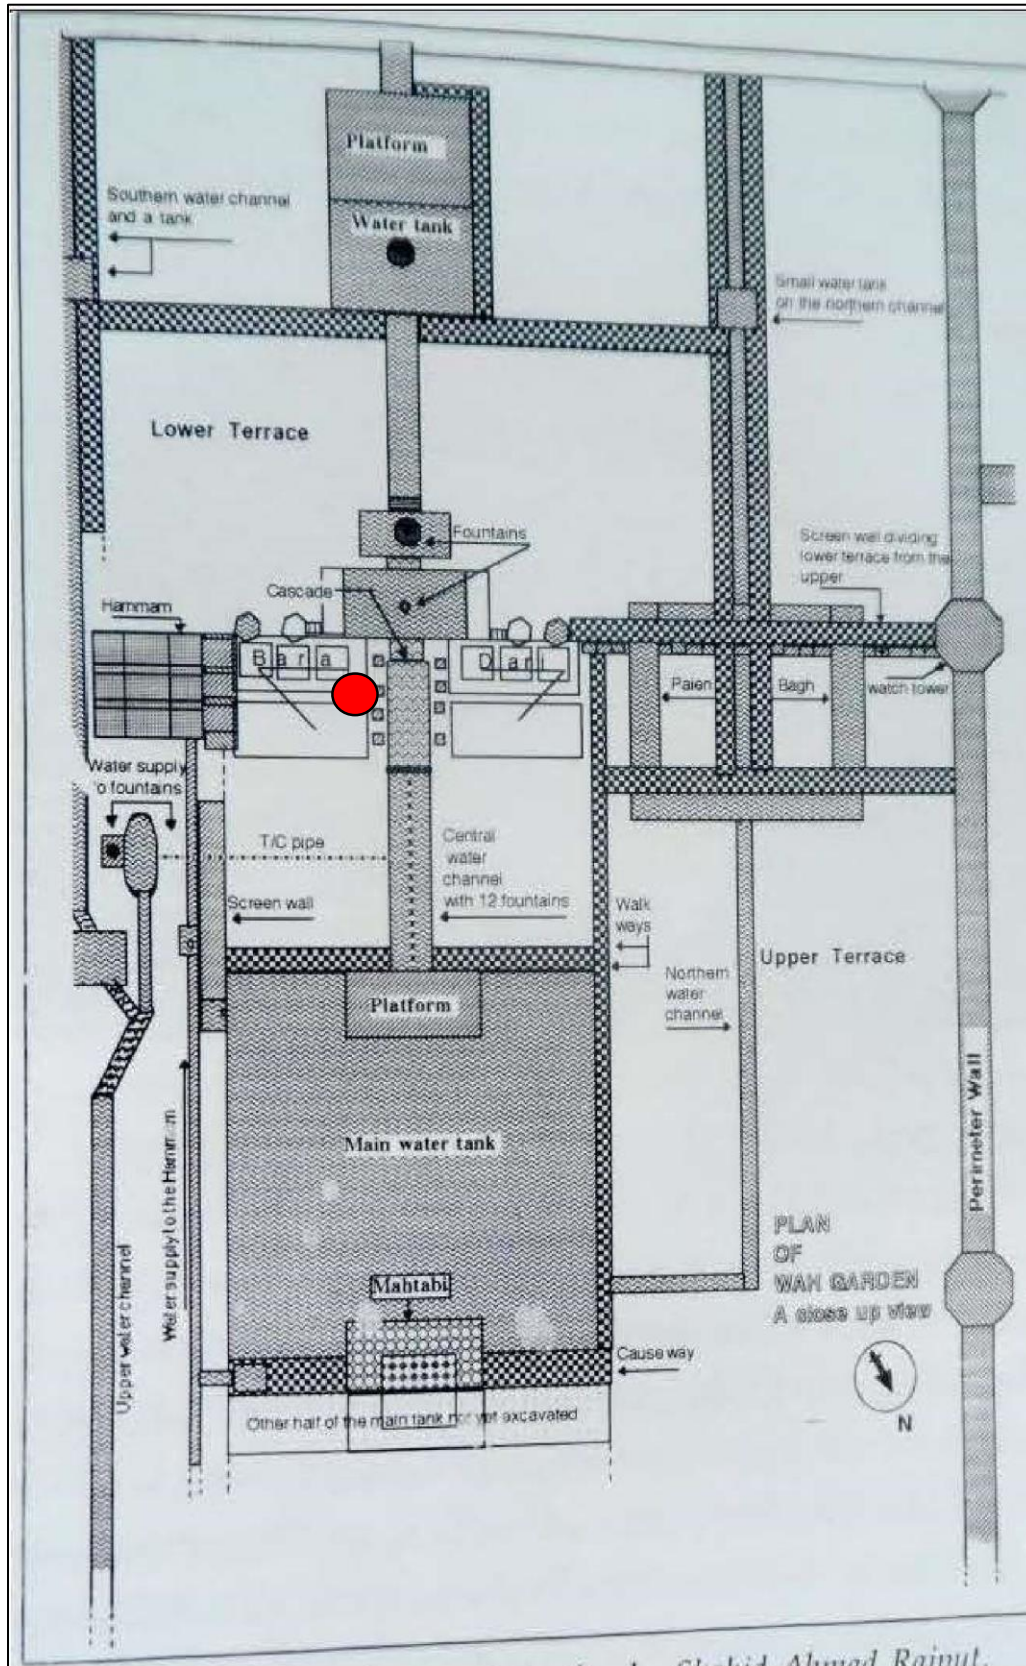 Platform
Southern water channel
and a tank
Water tank
Small water tank
on the northern channel
Lower Terrace
Fountains
Screen wall dividing
lower terrace from the
upper
Cascade
Hammam
Bara
Dari
Paien
Bagh
watch tower
Water supply
o fountains
T/C pipe
Central
water
channel
with 12 fountains
Screen wall
Walk
ways
Upper Terrace
Northern
water
channel
Platform
Perimeter Wall
Main water tank
Water supply to the Hammam
Upper water channel
PLAN
OF
WAH GARDEN
A close up view
Mahtabi
Cause way
N
Other half of the main tank not yet excavated
Shahid Ahmad Rajput.